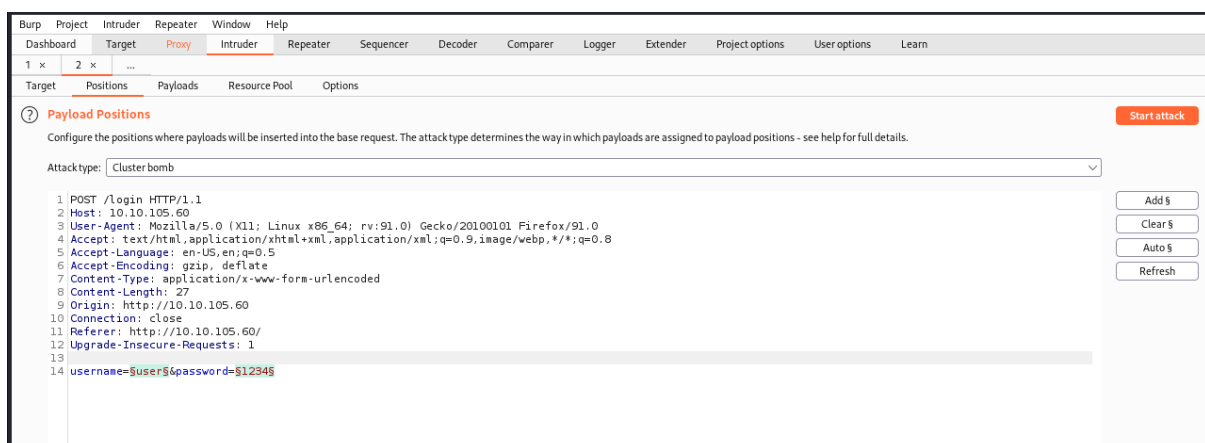 Burp Project Intruder Repeater Window Help
Dashboard Target Proxy Intruder Repeater Sequencer Decoder Comparer Logger Extender Project options User options Learn
1 × 2 × ...
Target Positions Payloads Resource Pool Options
? Payload Positions Start attack
Configure the positions where payloads will be inserted into the base request. The attack type determines the way in which payloads are assigned to payload positions - see help for full details.
Attack type: Cluster bomb
1 POST /login HTTP/1.1 Add §
2 Host: 10.10.105.60
3 User-Agent: Mozilla/5.0 (X11; Linux x86_64; rv:91.0) Gecko/20100101 Firefox/91.0 Clear §
4 Accept: text/html,application/xhtml+xml,application/xml;q=0.9,image/webp,*/*;q=0.8
5 Accept-Language: en-US,en;q=0.5 Auto §
6 Accept-Encoding: gzip, deflate
7 Content-Type: application/x-www-form-urlencoded Refresh
8 Content-Length: 27
9 Origin: http://10.10.105.60
10 Connection: close
11 Referer: http://10.10.105.60/
12 Upgrade-Insecure-Requests: 1
13
14 username=§user§&password=§1234§